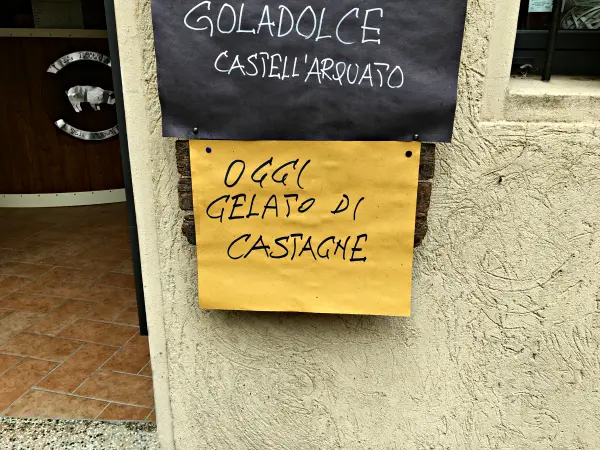 GOLADOLCE
CASTELL'ARQUATO
OGGI
GELATO DI
CASTAGNE